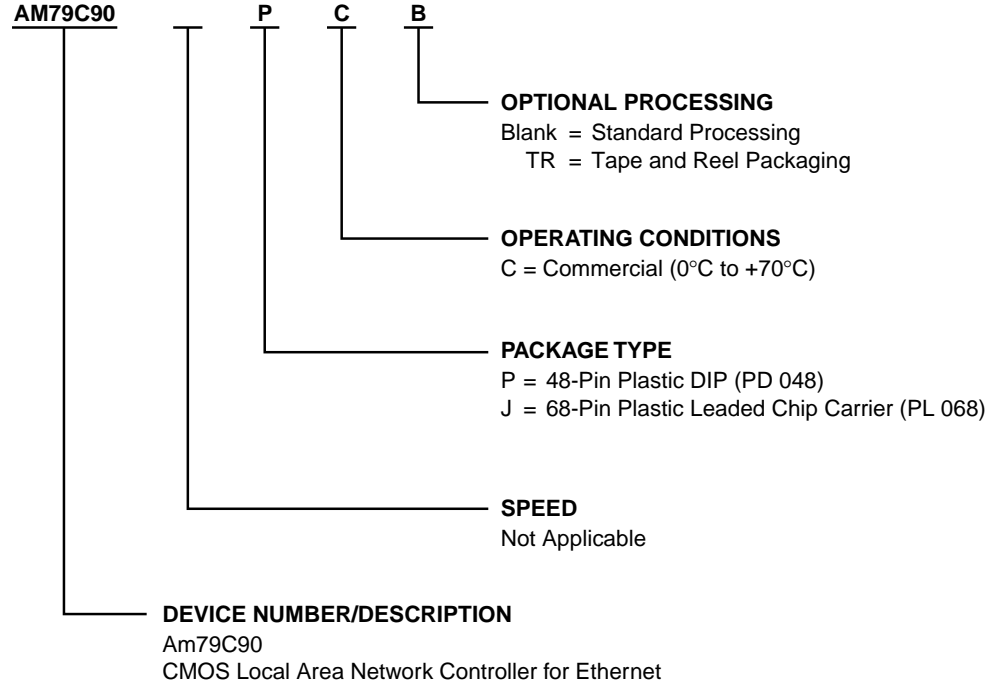 AM79C90 P C B
OPTIONAL PROCESSING
Blank = Standard Processing
TR = Tape and Reel Packaging
OPERATING CONDITIONS
C = Commercial (0°C to +70°C)
PACKAGE TYPE
P = 48-Pin Plastic DIP (PD 048)
J = 68-Pin Plastic Leaded Chip Carrier (PL 068)
SPEED
Not Applicable
DEVICE NUMBER/DESCRIPTION
Am79C90
CMOS Local Area Network Controller for Ethernet